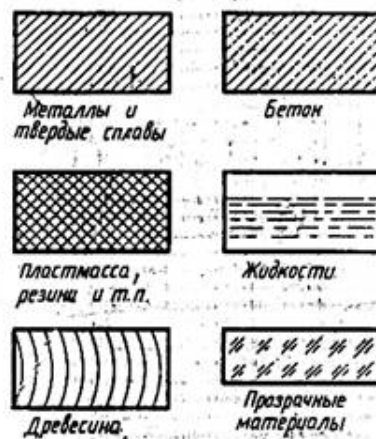 Металлы и
твердые сплавы
Бетон
Пластмасса,
резина и т.п.
Жидкости
Древесина
Прозрачные
материалы